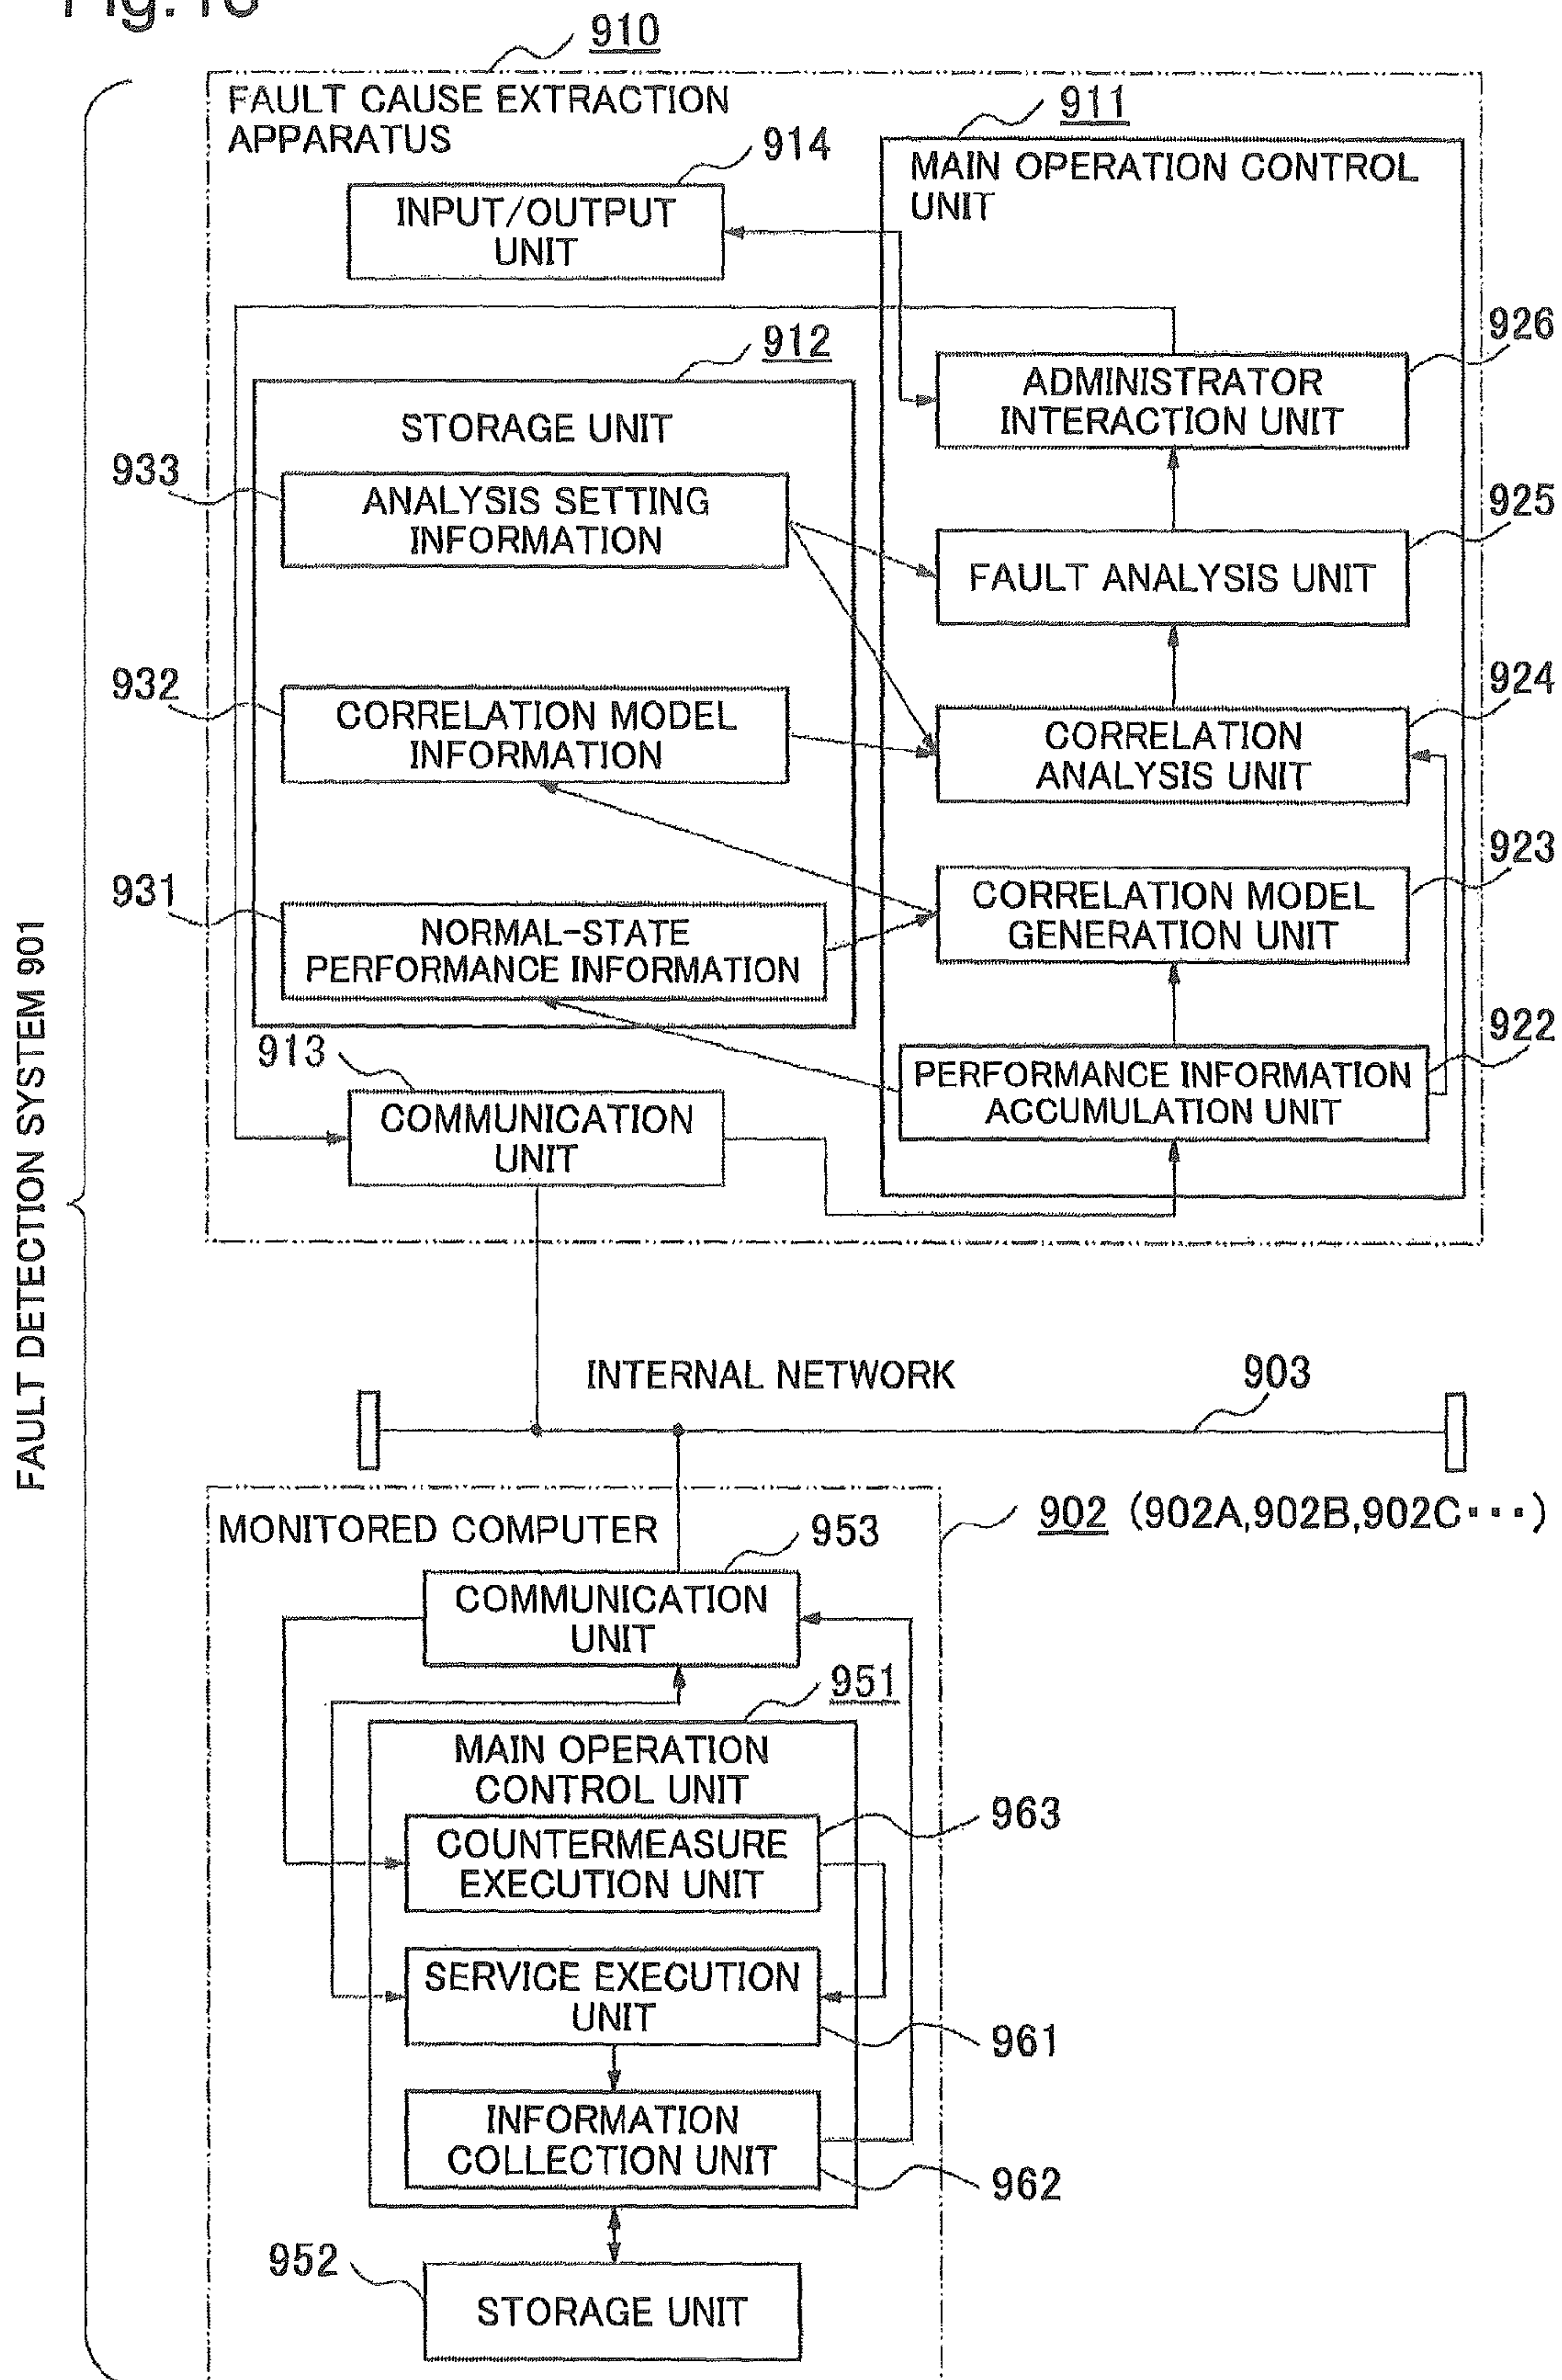 Fig.
910
FAULT CAUSE EXTRACTION
APPARATUS
911
914
MAIN OPERATION CONTROL
UNIT
INPUT/OUTPUT
UNIT
926
912
ADMINISTRATOR
INTERACTION UNIT
STORAGE UNIT
933
ANALYSIS SETTING
INFORMATION
925
FAULT ANALYSIS UNIT
932
924
CORRELATION MODEL
INFORMATION
CORRELATION
ANALYSIS UNIT
923
931
CORRELATION MODEL
GENERATION UNIT
NORMAL-STATE
PERFORMANCE INFORMATION
922
913
PERFORMANCE INFORMATION
ACCUMULATION UNIT
COMMUNICATION
UNIT
FAULT DETECTION SYSTEM 901
INTERNAL NETWORK
903
902 (902A,902B,902C・・・)
MONITORED COMPUTER
953
COMMUNICATION
UNIT
951
MAIN OPERATION
CONTROL UNIT
963
COUNTERMEASURE
EXECUTION UNIT
SERVICE EXECUTION
UNIT
961
INFORMATION
COLLECTION UNIT
962
952
STORAGE UNIT